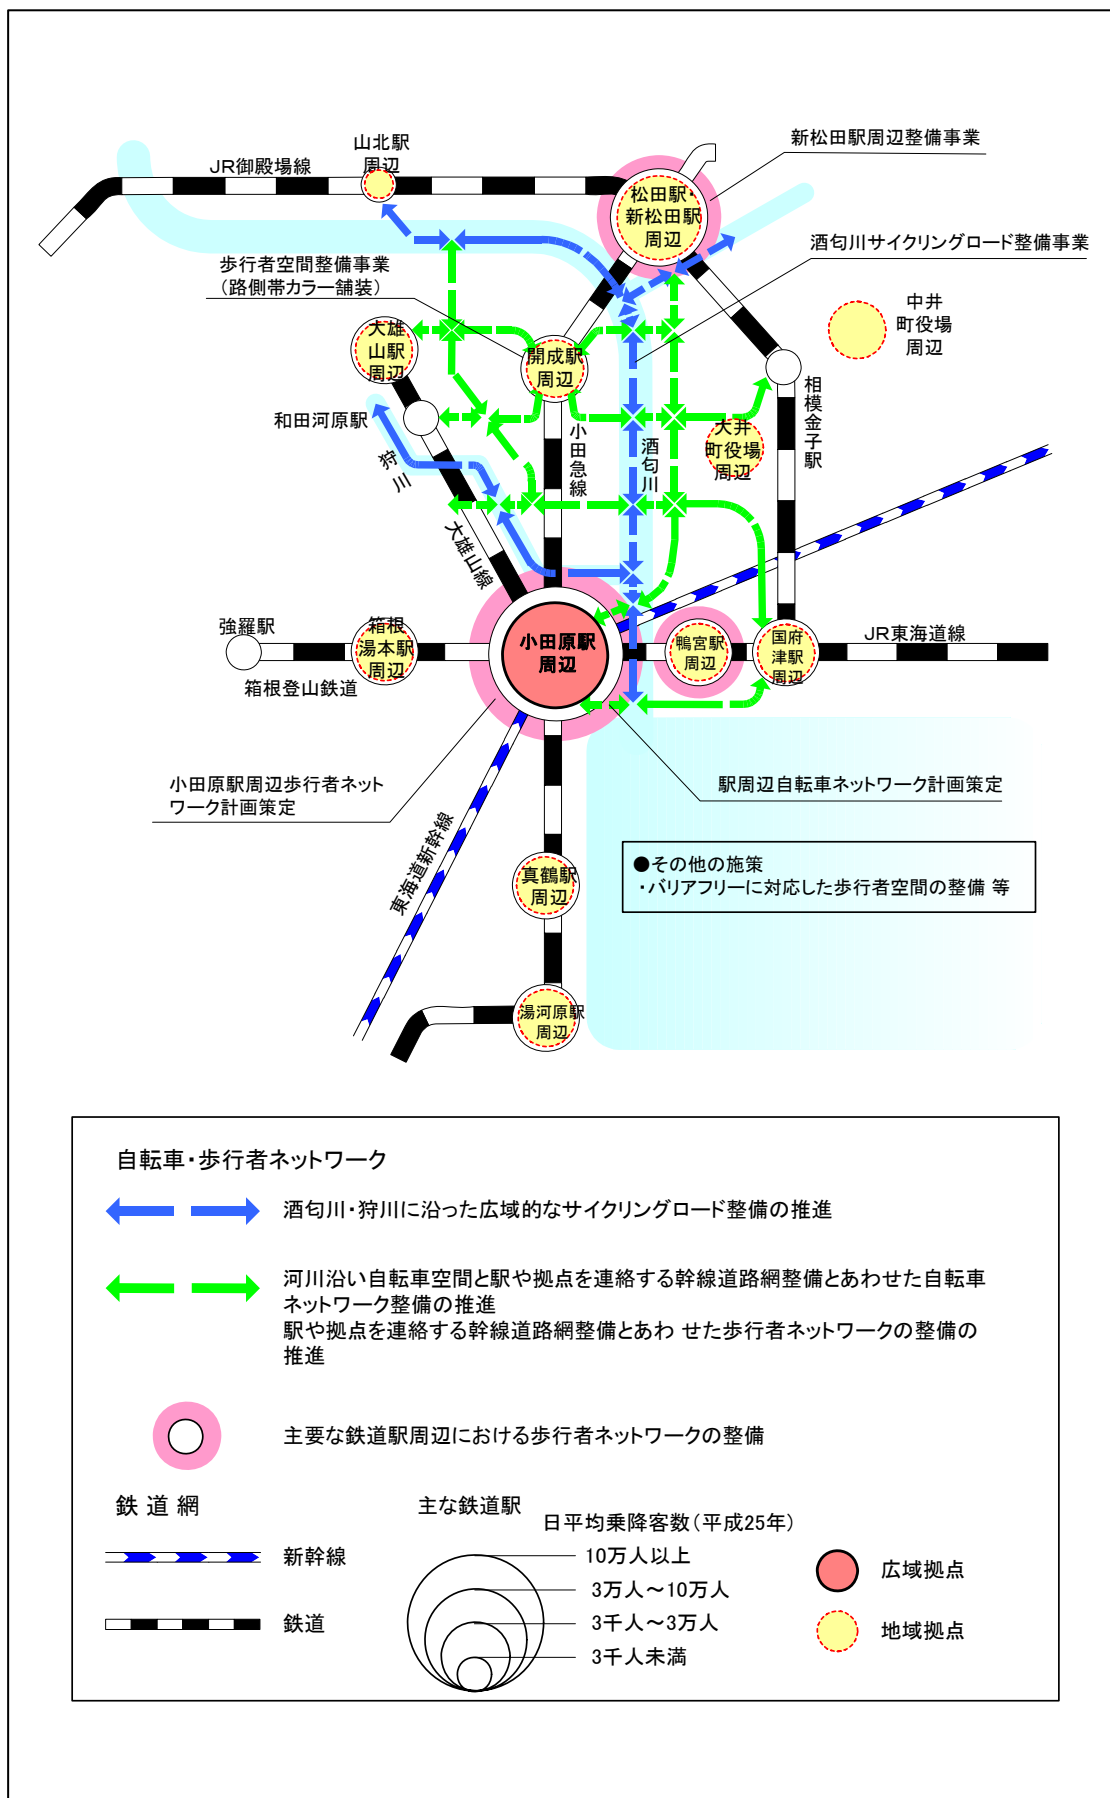 山北駅
周辺
JR御殿場線
新松田駅周辺整備事業
松田駅・
新松田駅
周辺
酒匂川サイクリングロード整備事業
歩行者空間整備事業
(路側帯カラー舗装)
中井
町役場
周辺
大雄
山駅
周辺
開成駅
周辺
和田河原駅
相模金子駅
小田急線
酒匂川
大井
町役場
周辺
狩川
大雄山線
強羅駅
箱根
湯本駅
周辺
小田原駅
周辺
鴨宮駅
周辺
国府
津駅
周辺
JR東海道線
箱根登山鉄道
小田原駅周辺歩行者ネット
ワーク計画策定
駅周辺自転車ネットワーク計画策定
東海道新幹線
●その他の施策
・バリアフリーに対応した歩行者空間の整備 等
真鶴駅
周辺
湯河原駅
周辺
自転車・歩行者ネットワーク
酒匂川・狩川に沿った広域的なサイクリングロード整備の推進
河川沿い自転車空間と駅や拠点を連絡する幹線道路網整備とあわせた自転車
ネットワーク整備の推進
駅や拠点を連絡する幹線道路網整備とあわ せた歩行者ネットワークの整備の
推進
主要な鉄道駅周辺における歩行者ネットワークの整備
鉄 道 網
主な鉄道駅
日平均乗降客数(平成25年)
新幹線
10万人以上
広域拠点
3万人~10万人
鉄道
3千人~3万人
地域拠点
3千人未満